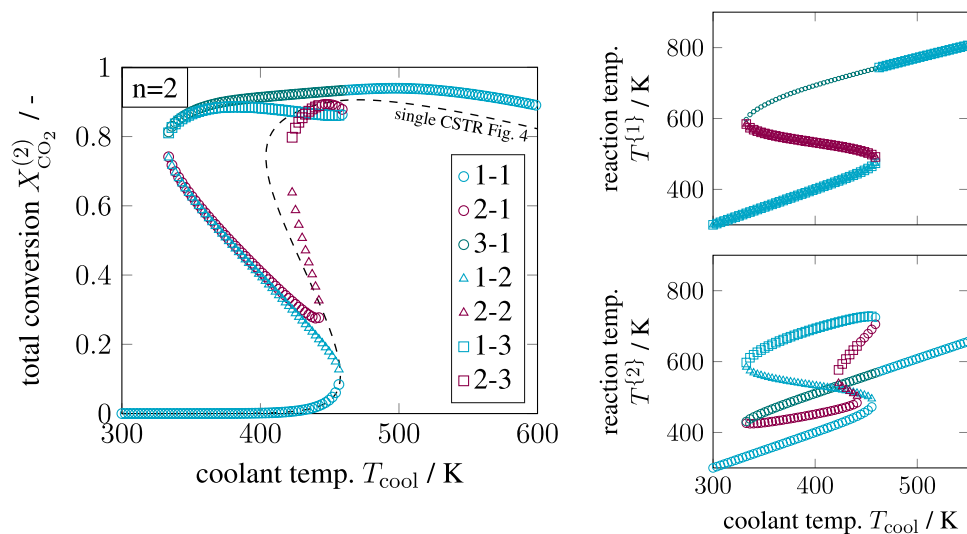 n=2
total conversion X_{CO_2}^{(2)} / -
1
0.8
0.6
0.4
0.2
0
300
400
500
600
coolant temp. T_cool / K
single CSTR Fig. 4
1-1
2-1
3-1
1-2
2-2
1-3
2-3
reaction temp.
T^{\{1\}} / K
800
600
400
reaction temp.
T^{\{2\}} / K
800
600
400
300
400
500
coolant temp. T_cool / K